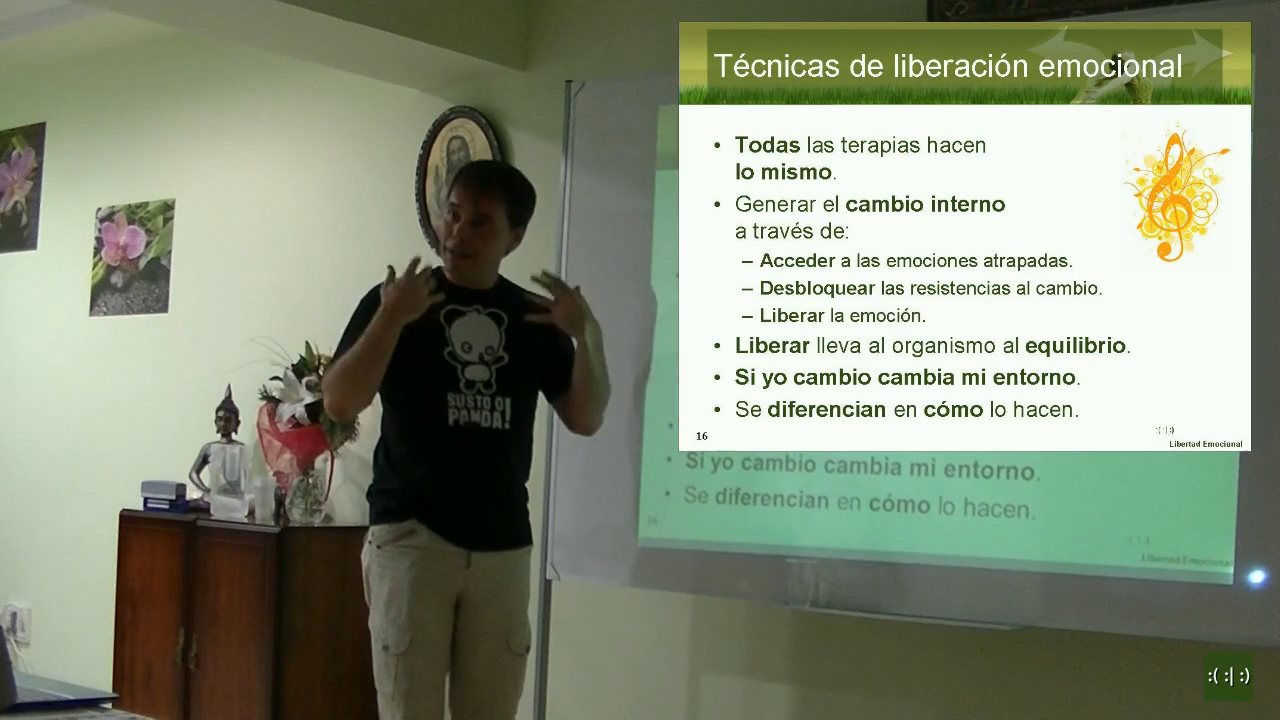 Técnicas de liberación emocional
• Todas las terapias hacen
lo mismo.
• Generar el cambio interno
a través de:
– Acceder a las emociones atrapadas.
– Desbloquear las resistencias al cambio.
– Liberar la emoción.
• Liberar lleva al organismo al equilibrio.
• Si yo cambio cambia mi entorno.
• Se diferencian en cómo lo hacen.
16
:(:|:)
Libertad Emocional
SUSTO O
PANDA!
• Si yo cambio cambia mi entorno.
• Se diferencian en cómo lo hacen.
16
Libertad Emocional
:( :| :)